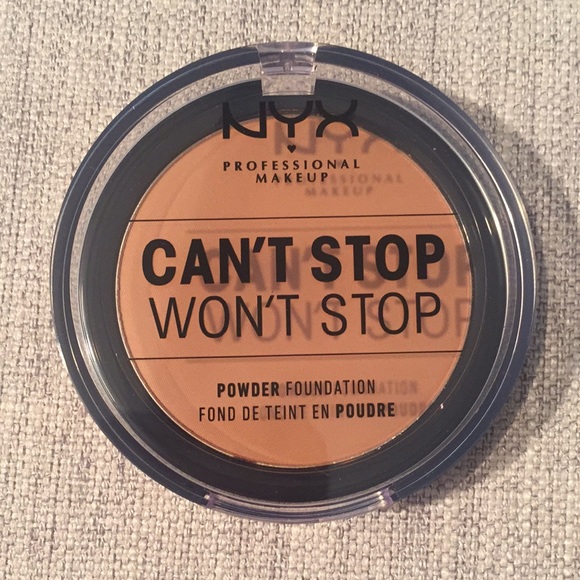 NYX
PROFESSIONAL
MAKEUP
CAN'T STOP
WON'T STOP
POWDER FOUNDATION
FOND DE TEINT EN POUDRE